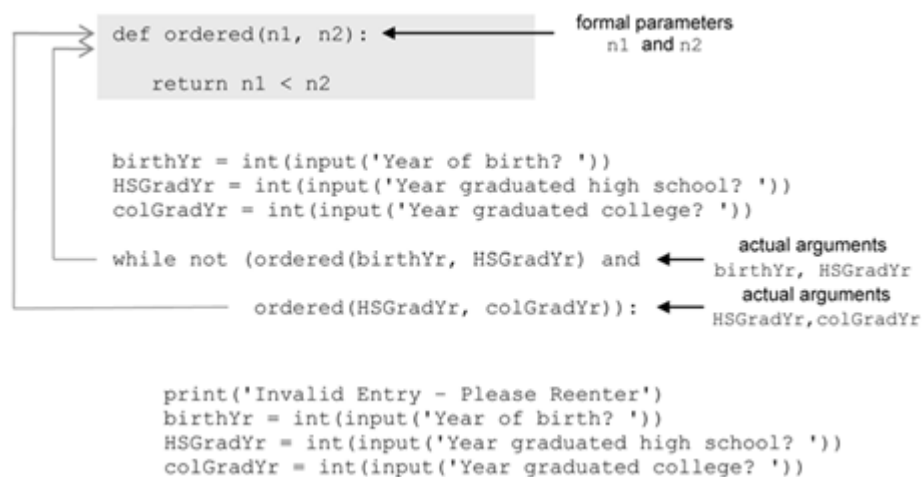 def ordered(n1, n2):
formal parameters
n1 and n2
return n1 < n2
birthYr = int(input('Year of birth? '))
HSGradYr = int(input('Year graduated high school? '))
colGradYr = int(input('Year graduated college? '))
while not (ordered(birthYr, HSGradYr) and
actual arguments
birthYr, HSGradYr
ordered(HSGradYr, colGradYr)):
actual arguments
HSGradYr,colGradYr
print('Invalid Entry - Please Reenter')
birthYr = int(input('Year of birth? '))
HSGradYr = int(input('Year graduated high school? '))
colGradYr = int(input('Year graduated college? '))